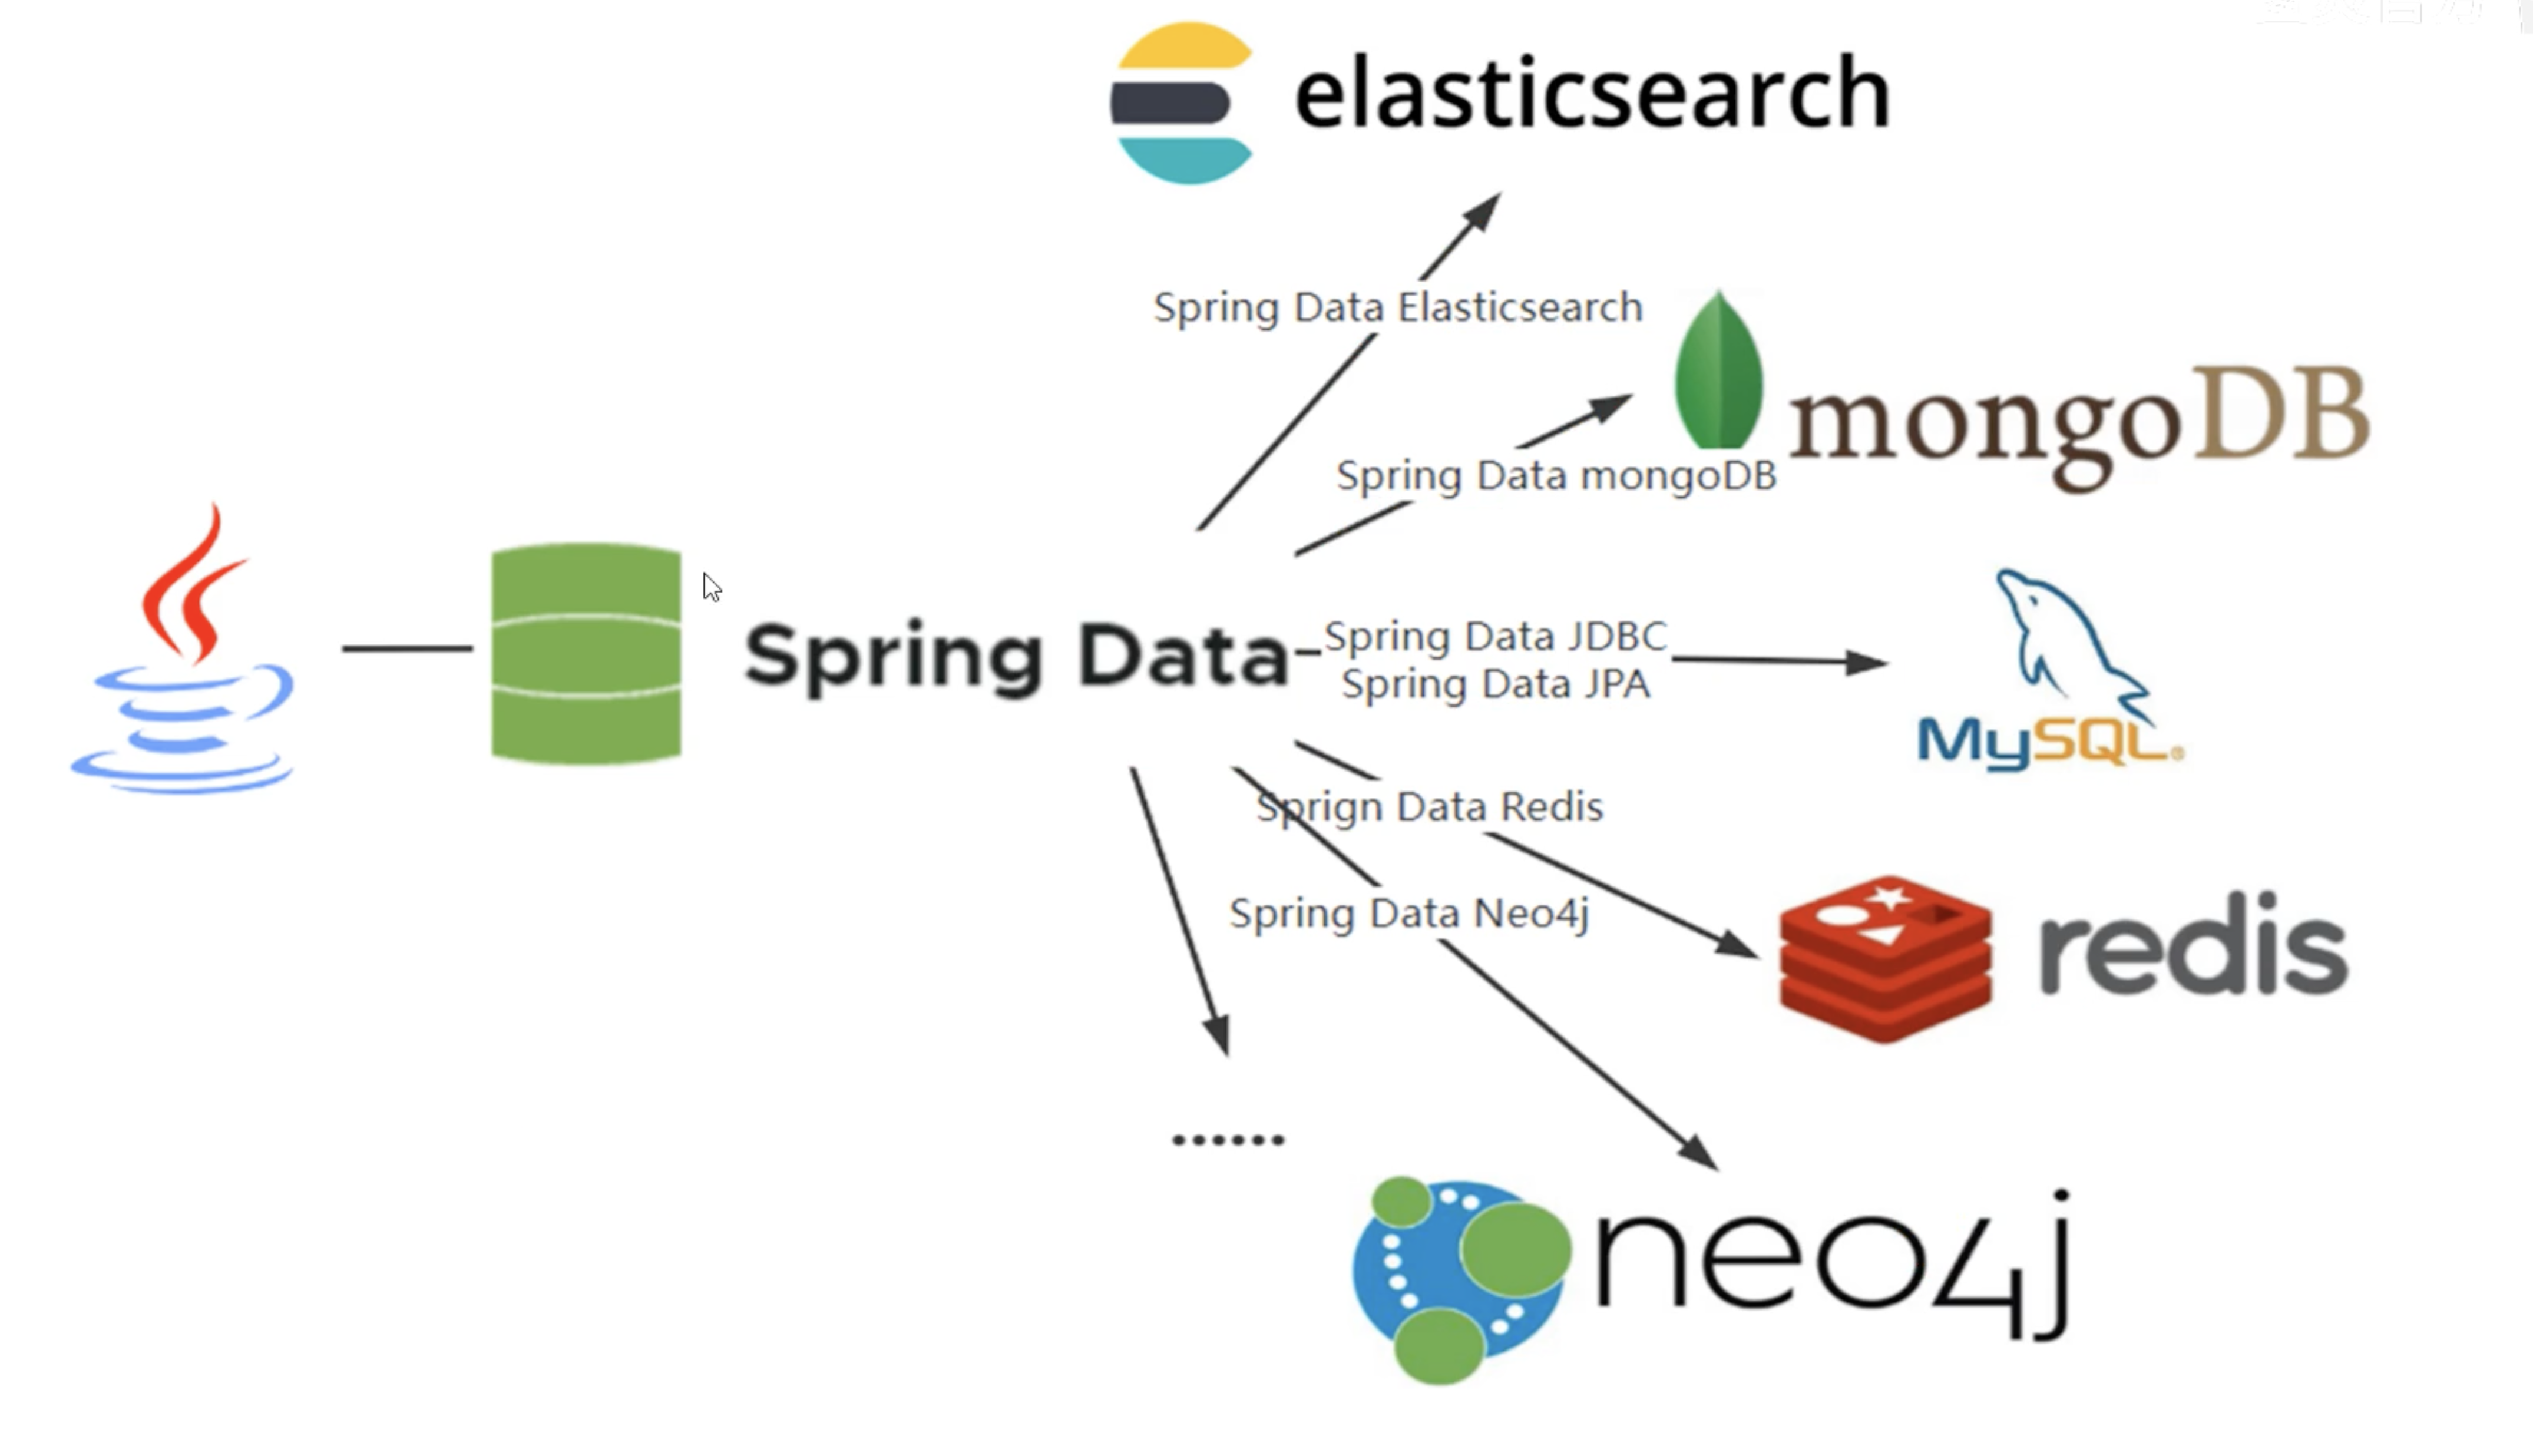 elasticsearch
Spring Data Elasticsearch
mongoDB
Spring Data mongoDB
Spring Data
Spring Data JDBC
Spring Data JPA
MySQL®
Sprign Data Redis
redis
Spring Data Neo4j
......
neo4j